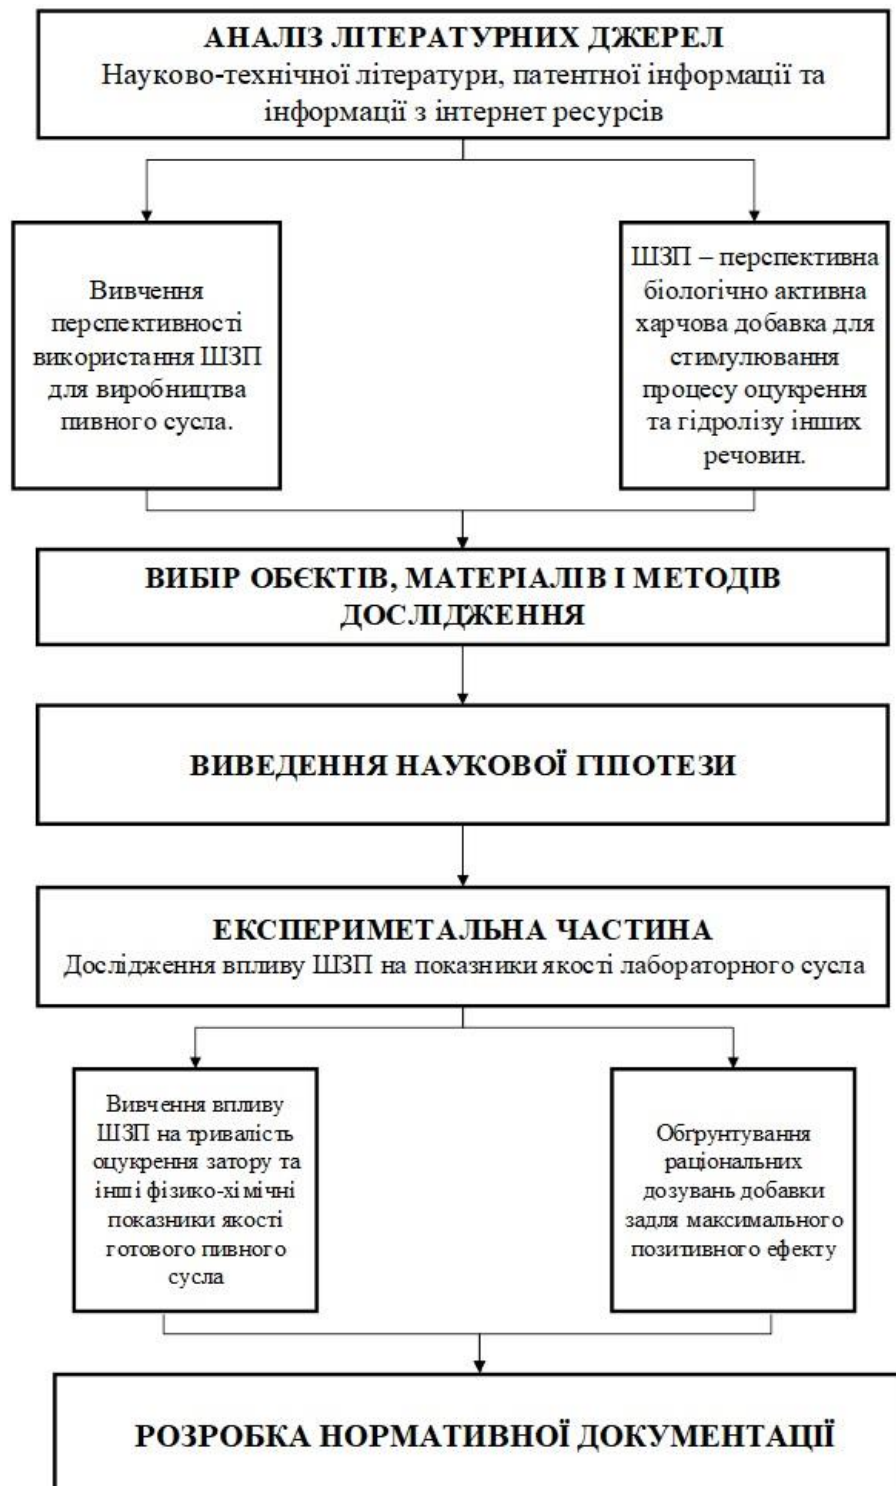 АНАЛІЗ ЛІТЕРАТУРНИХ ДЖЕРЕЛ
Науково-технічної літератури, патентної інформації та
інформації з інтернет ресурсів
Вивчення
перспективності
використання ШЗП
для виробництва
пивного сусла.
ШЗП – перспективна
біологічно активна
харчова добавка для
стимулювання
процесу оцукрення
та гідролізу інших
речовин.
ВИБІР ОБЄКТІВ, МАТЕРІАЛІВ І МЕТОДІВ
ДОСЛІДЖЕННЯ
ВИВЕДЕННЯ НАУКОВОЇ ГІПОТЕЗИ
ЕКСПЕРИМЕТАЛЬНА ЧАСТИНА
Дослідження впливу ШЗП на показники якості лабораторного сусла
Вивчення впливу
ШЗП на тривалість
оцукрення затору та
інші фізико-хімічні
показники якості
готового пивного
сусла
Обґрунтування
раціональних
дозувань добавки
задля максимального
позитивного ефекту
РОЗРОБКА НОРМАТИВНОЇ ДОКУМЕНТАЦІЇ